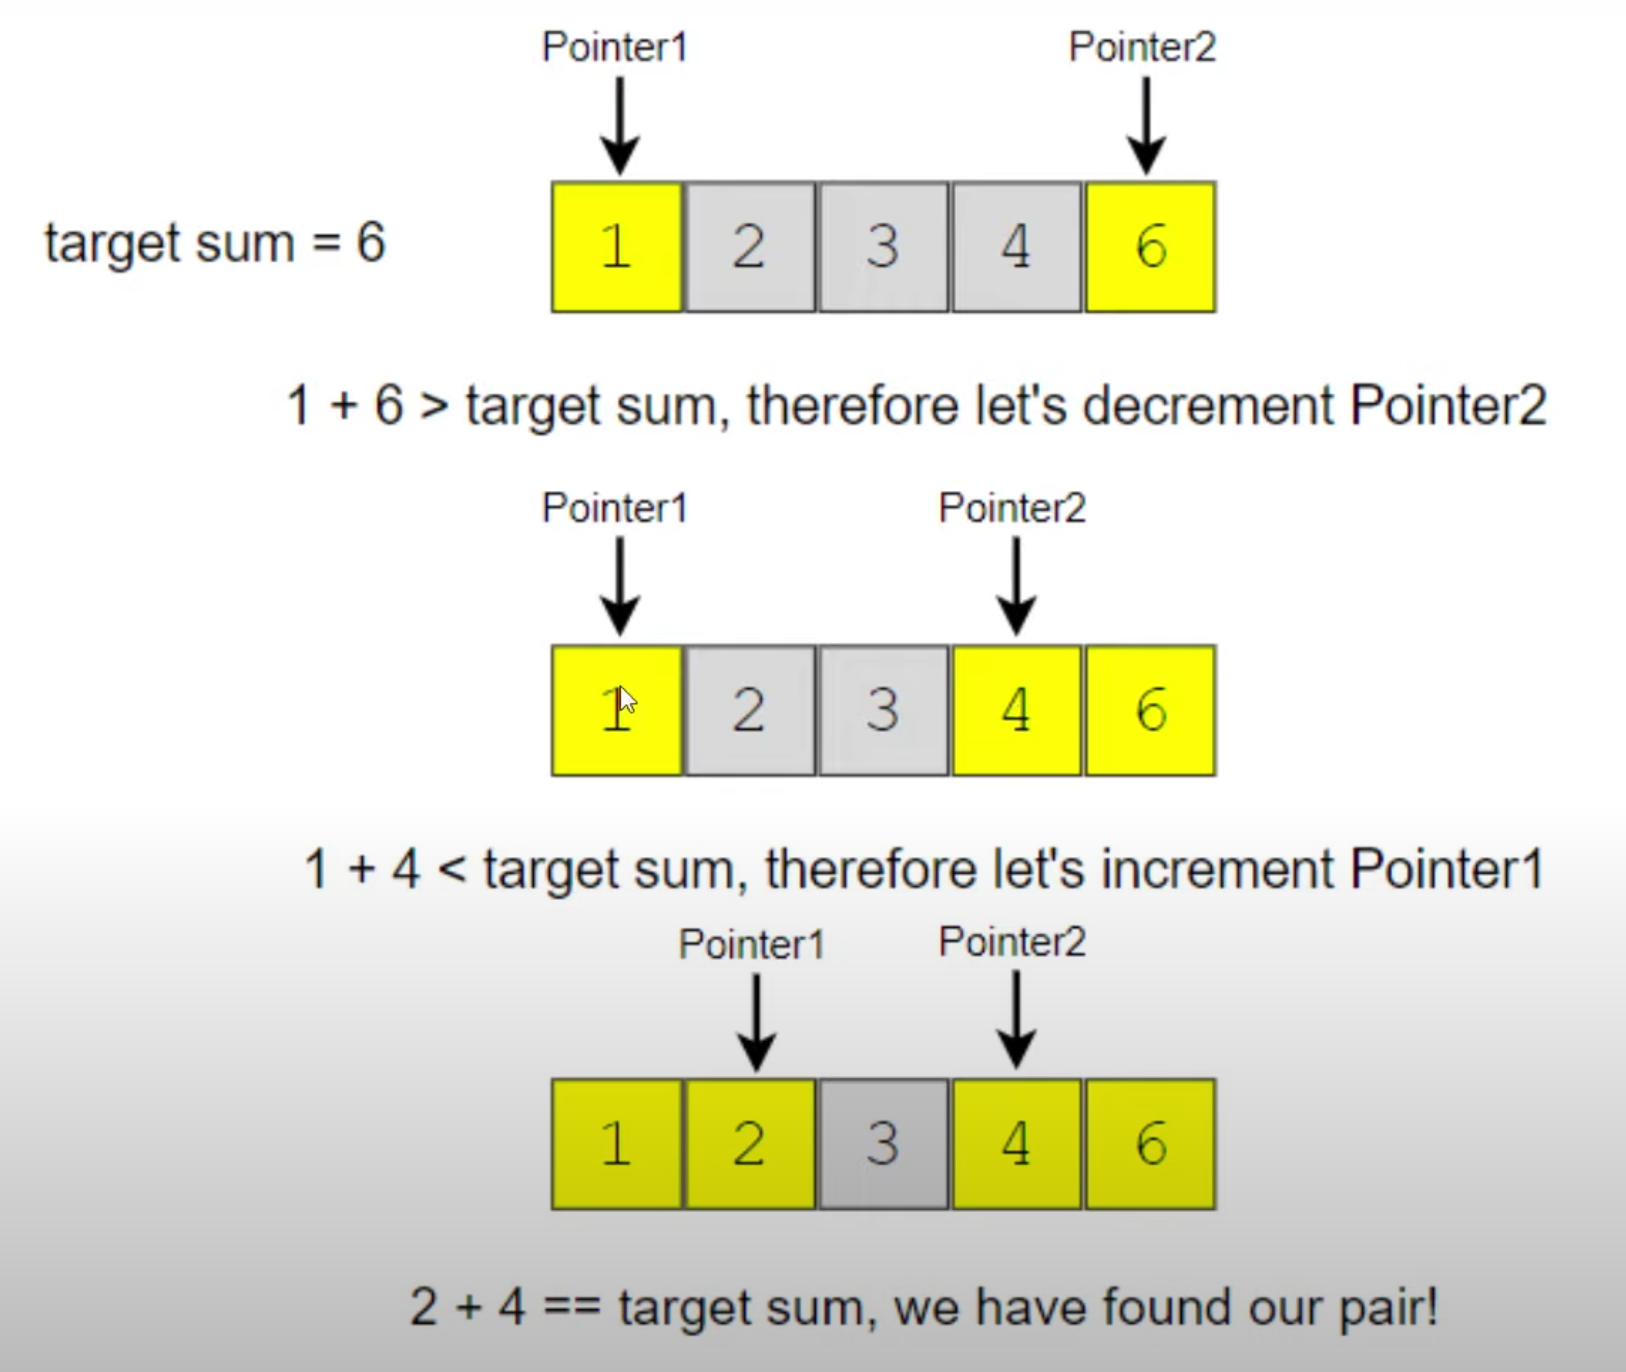 Pointer1 Pointer2
target sum = 6
1 2 3 4 6
1 + 6 > target sum, therefore let's decrement Pointer2
Pointer1 Pointer2
1 2 3 4 6
1 + 4 < target sum, therefore let's increment Pointer1
Pointer1 Pointer2
1 2 3 4 6
2 + 4 == target sum, we have found our pair!